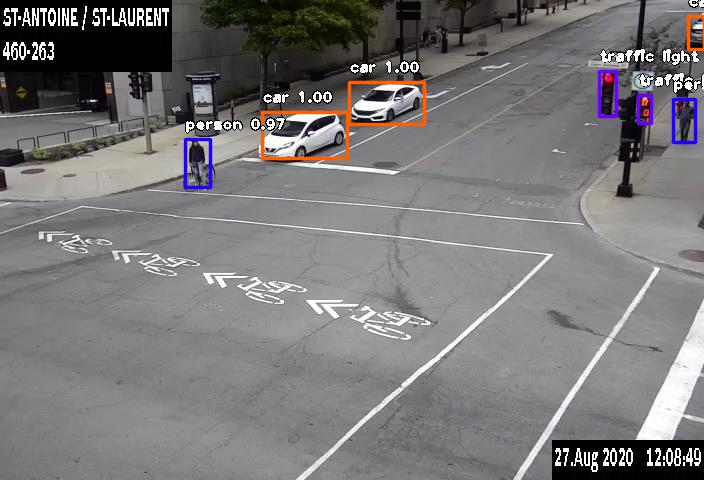 ST-ANTOINE / ST-LAURENT
460-263
car 1.00
traffic light
car 1.00
person 0.97
27.Aug 2020 12:08:49